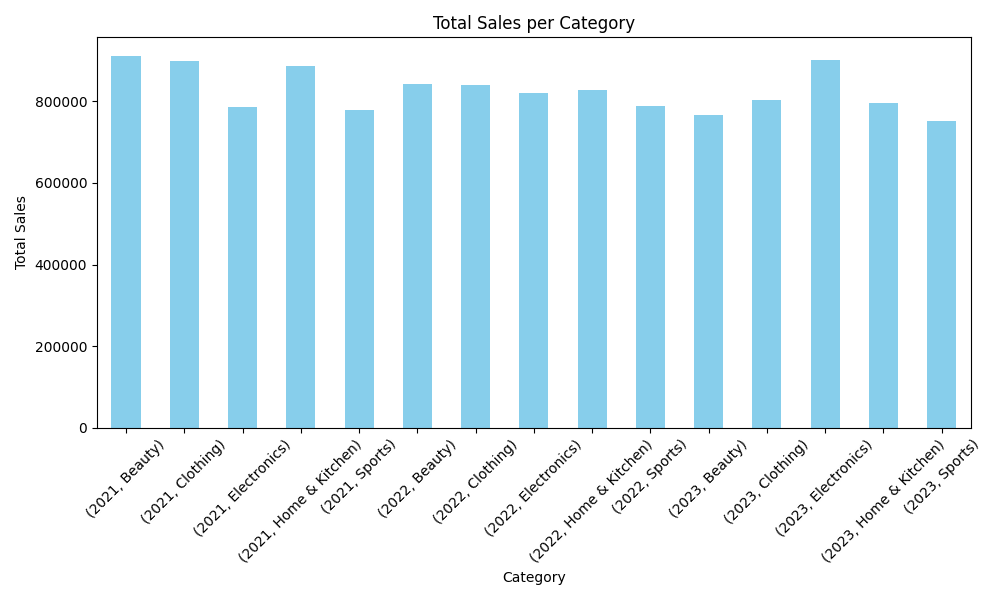 Total Sales per Category
Total Sales
800000
600000
400000
200000
0
(2021, Beauty)
(2021, Clothing)
(2021, Electronics)
(2021, Home & Kitchen)
(2021, Sports)
(2022, Beauty)
(2022, Clothing)
(2022, Electronics)
(2022, Home & Kitchen)
(2022, Sports)
(2023, Beauty)
(2023, Clothing)
(2023, Electronics)
(2023, Home & Kitchen)
(2023, Sports)
Category